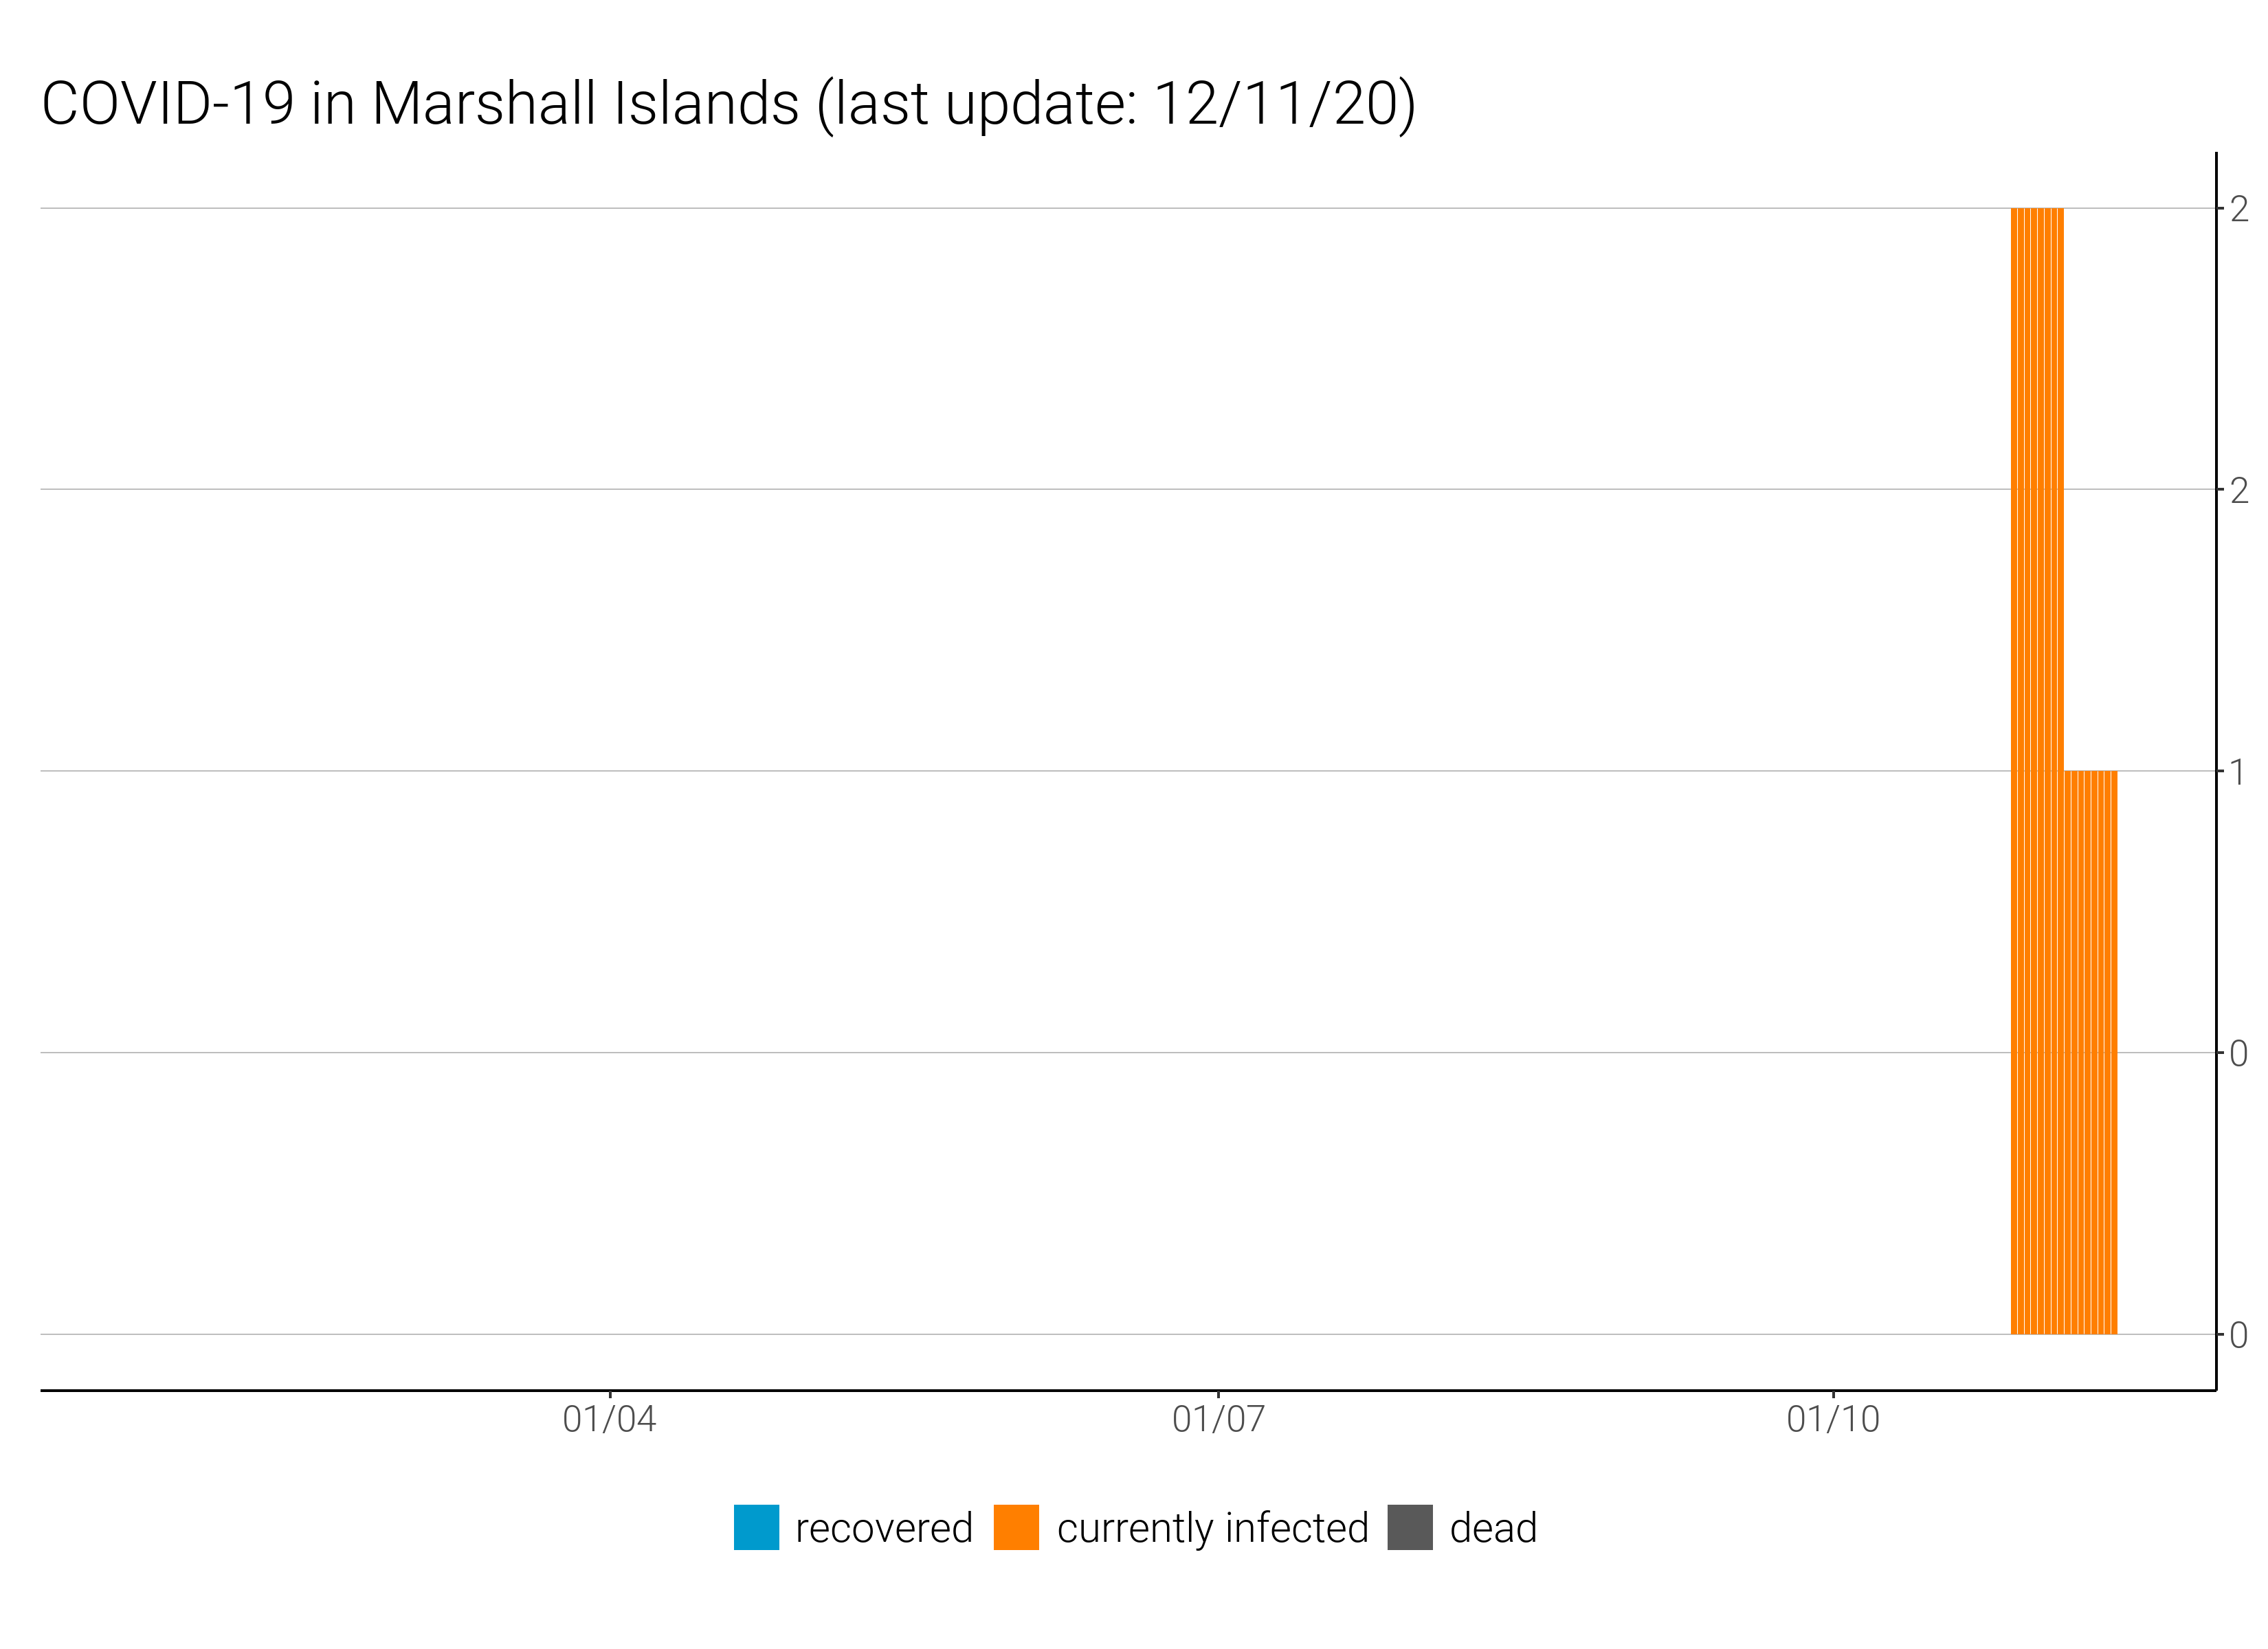 COVID-19 in Marshall Islands (last update: 12/11/20)
2
2
1
0
0
01/04 01/07 01/10
recovered currently infected dead